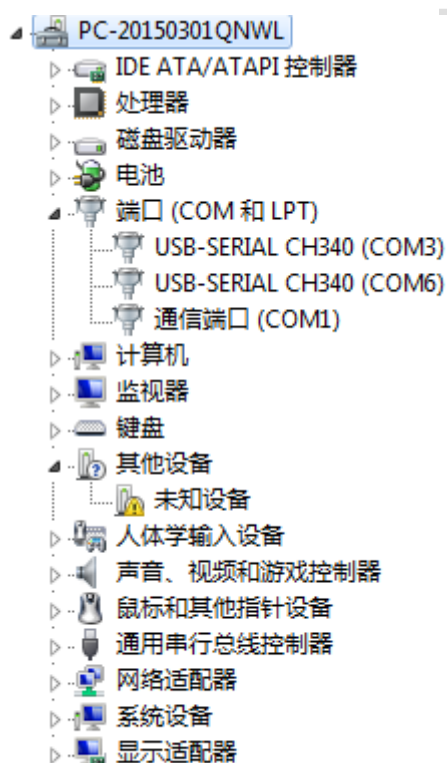 PC-20150301QNWL
IDE ATA/ATAPI 控制器
处理器
磁盘驱动器
电池
端口 (COM 和 LPT)
USB-SERIAL CH340 (COM3)
USB-SERIAL CH340 (COM6)
通信端口 (COM1)
计算机
监视器
键盘
其他设备
未知设备
人体学输入设备
声音、视频和游戏控制器
鼠标和其他指针设备
通用串行总线控制器
网络适配器
系统设备
显示适配器